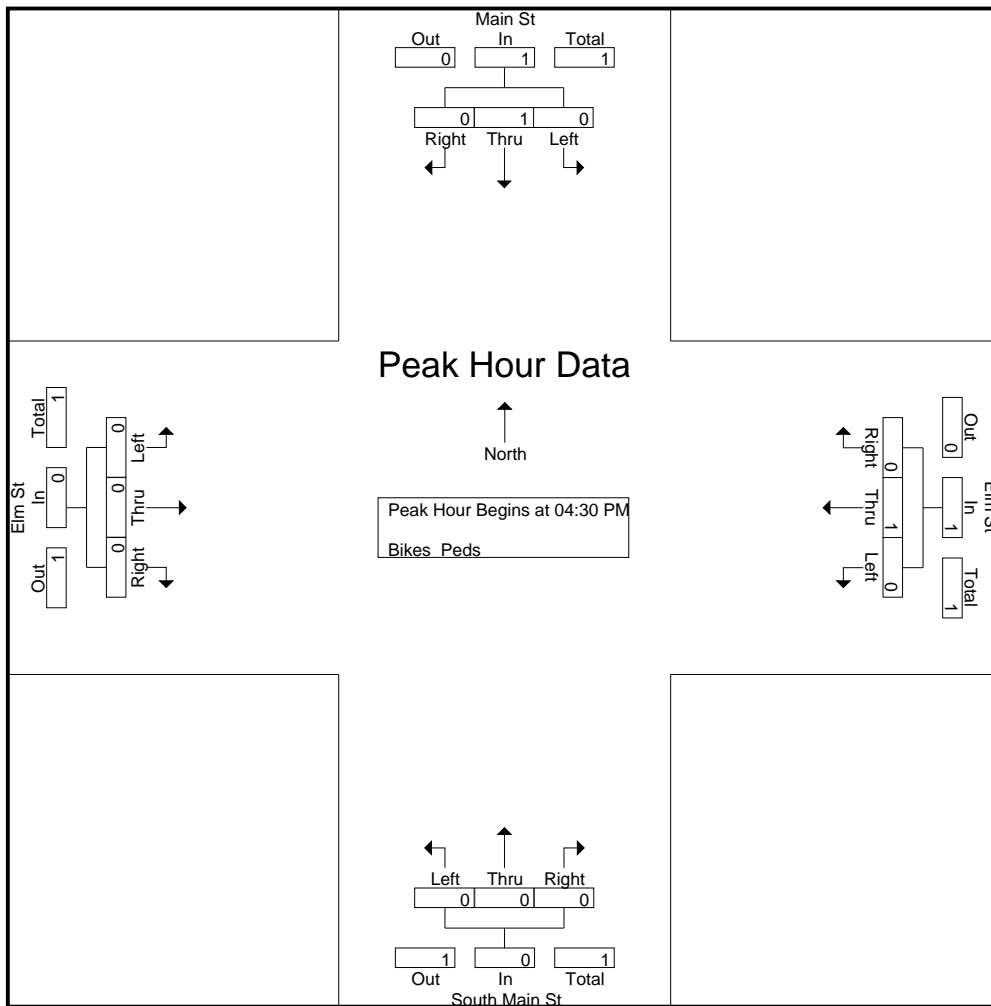 Main St
Out In Total
0 1 1
0 1 0
Right Thru Left
Peak Hour Data
North
Peak Hour Begins at 04:30 PM
Bikes Peds
Elm St
Out In Total
1 0 1
0 0 0
Right Thru Left
Elm St
Out In Total
0 1 1
0 1 0
Right Thru Left
Left Thru Right
0 0 0
1 0 1
Out In Total
South Main St